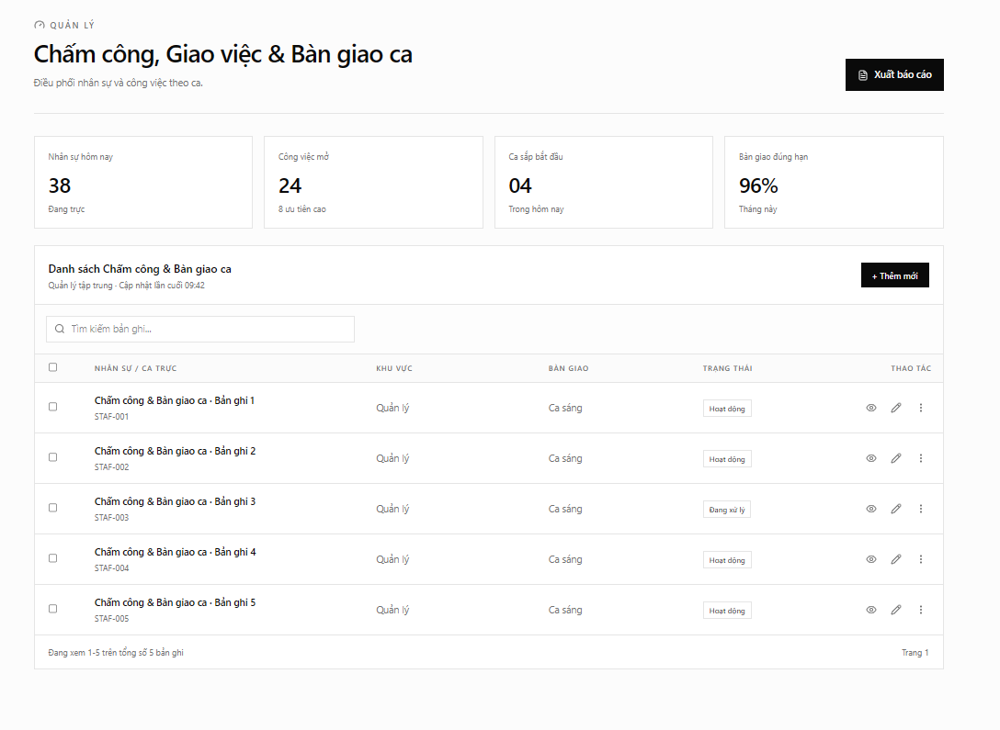 QUẢN LÝ
Chấm công, Giao việc & Bàn giao ca
Điều phối nhân sự và công việc theo ca.
Xuất báo cáo
Nhân sự hôm nay
38
Đang trực
Công việc mở
24
8 ưu tiên cao
Ca sắp bắt đầu
04
Trong hôm nay
Bàn giao đúng hạn
96%
Tháng này
Danh sách Chấm công & Bàn giao ca
Quản lý tập trung · Cập nhật lần cuối 09:42
+ Thêm mới
Tìm kiếm bản ghi...
NHÂN SỰ / CA TRỰC KHU VỰC BÀN GIAO TRẠNG THÁI THAO TÁC
Chấm công & Bàn giao ca · Bản ghi 1
STAF-001
Quản lý Ca sáng Hoạt động
Chấm công & Bàn giao ca · Bản ghi 2
STAF-002
Quản lý Ca sáng Hoạt động
Chấm công & Bàn giao ca · Bản ghi 3
STAF-003
Quản lý Ca sáng Đang xử lý
Chấm công & Bàn giao ca · Bản ghi 4
STAF-004
Quản lý Ca sáng Hoạt động
Chấm công & Bàn giao ca · Bản ghi 5
STAF-005
Quản lý Ca sáng Hoạt động
Đang xem 1-5 trên tổng số 5 bản ghi
Trang 1